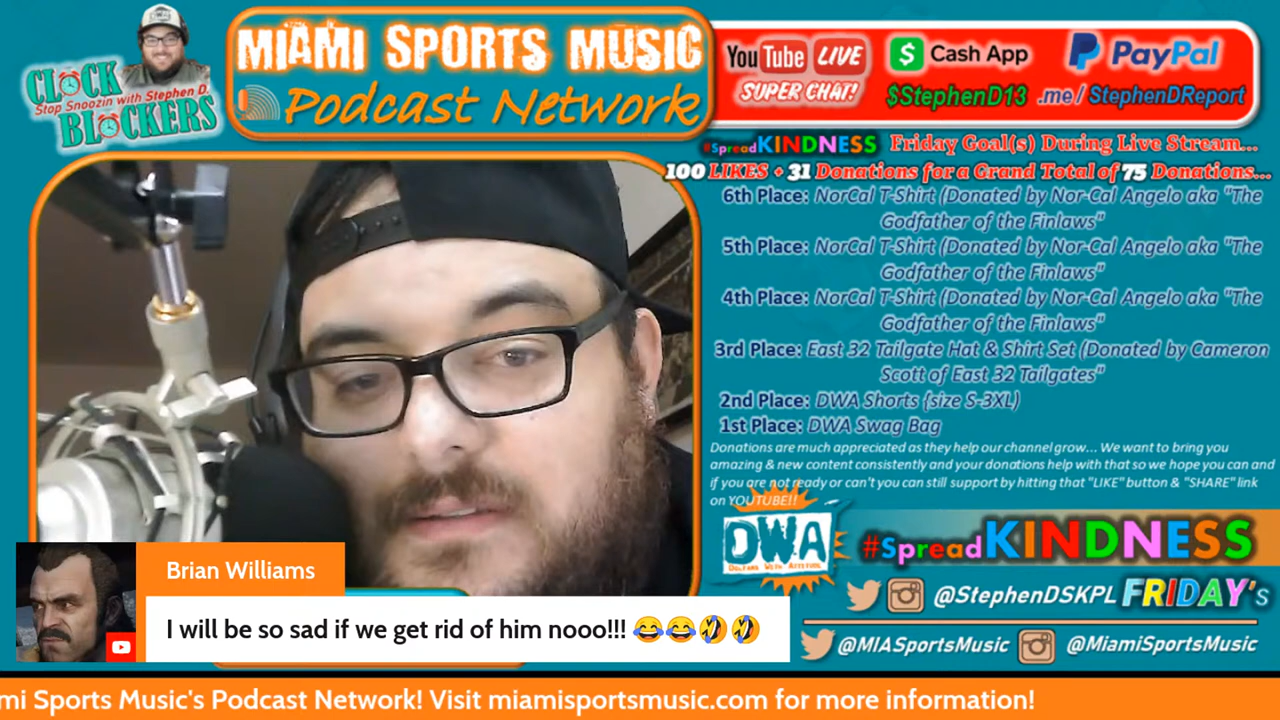 CLOCK
Stop Snoozin with Stephen D.
BLOCKERS
MIAMI SPORTS MUSIC
Podcast Network
YouTube LIVE
SUPER CHAT!
$ Cash App
$StephenD13
PayPal
.me/StephenDReport
#SpreadKINDNESS Friday Goal(s) During Live Stream...
100 LIKES + 31 Donations for a Grand Total of 75 Donations...
6th Place: NorCal T-Shirt (Donated by Nor-Cal Angelo aka "The
Godfather of the Finlaws"
5th Place: NorCal T-Shirt (Donated by Nor-Cal Angelo aka "The
Godfather of the Finlaws"
4th Place: NorCal T-Shirt (Donated by Nor-Cal Angelo aka "The
Godfather of the Finlaws"
3rd Place: East 32 Tailgate Hat & Shirt Set (Donated by Cameron
Scott of East 32 Tailgates"
2nd Place: DWA Shorts (size S-3XL)
1st Place: DWA Swag Bag
Donations are much appreciated as they help our channel grow... We want to bring you
amazing & new content consistently and your donations help with that so we hope you can and
if you are not ready or can't you can still support by hitting that "LIKE" button & "SHARE" link
on YOUTUBE!!
DWA
Dolfans With Attitude
#SpreadKINDNESS
@StephenDSKPL FRIDAY's
@MIASportsMusic @MiamiSportsMusic
Brian Williams
I will be so sad if we get rid of him nooo!!! 😂😂🤣🤣
mi Sports Music's Podcast Network! Visit miamisportsmusic.com for more information!